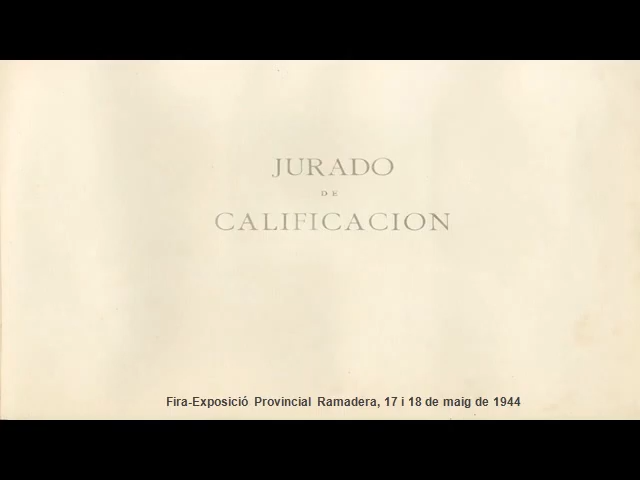 JURADO
DE
CALIFICACION
Fira-Exposició Provincial Ramadera, 17 i 18 de maig de 1944